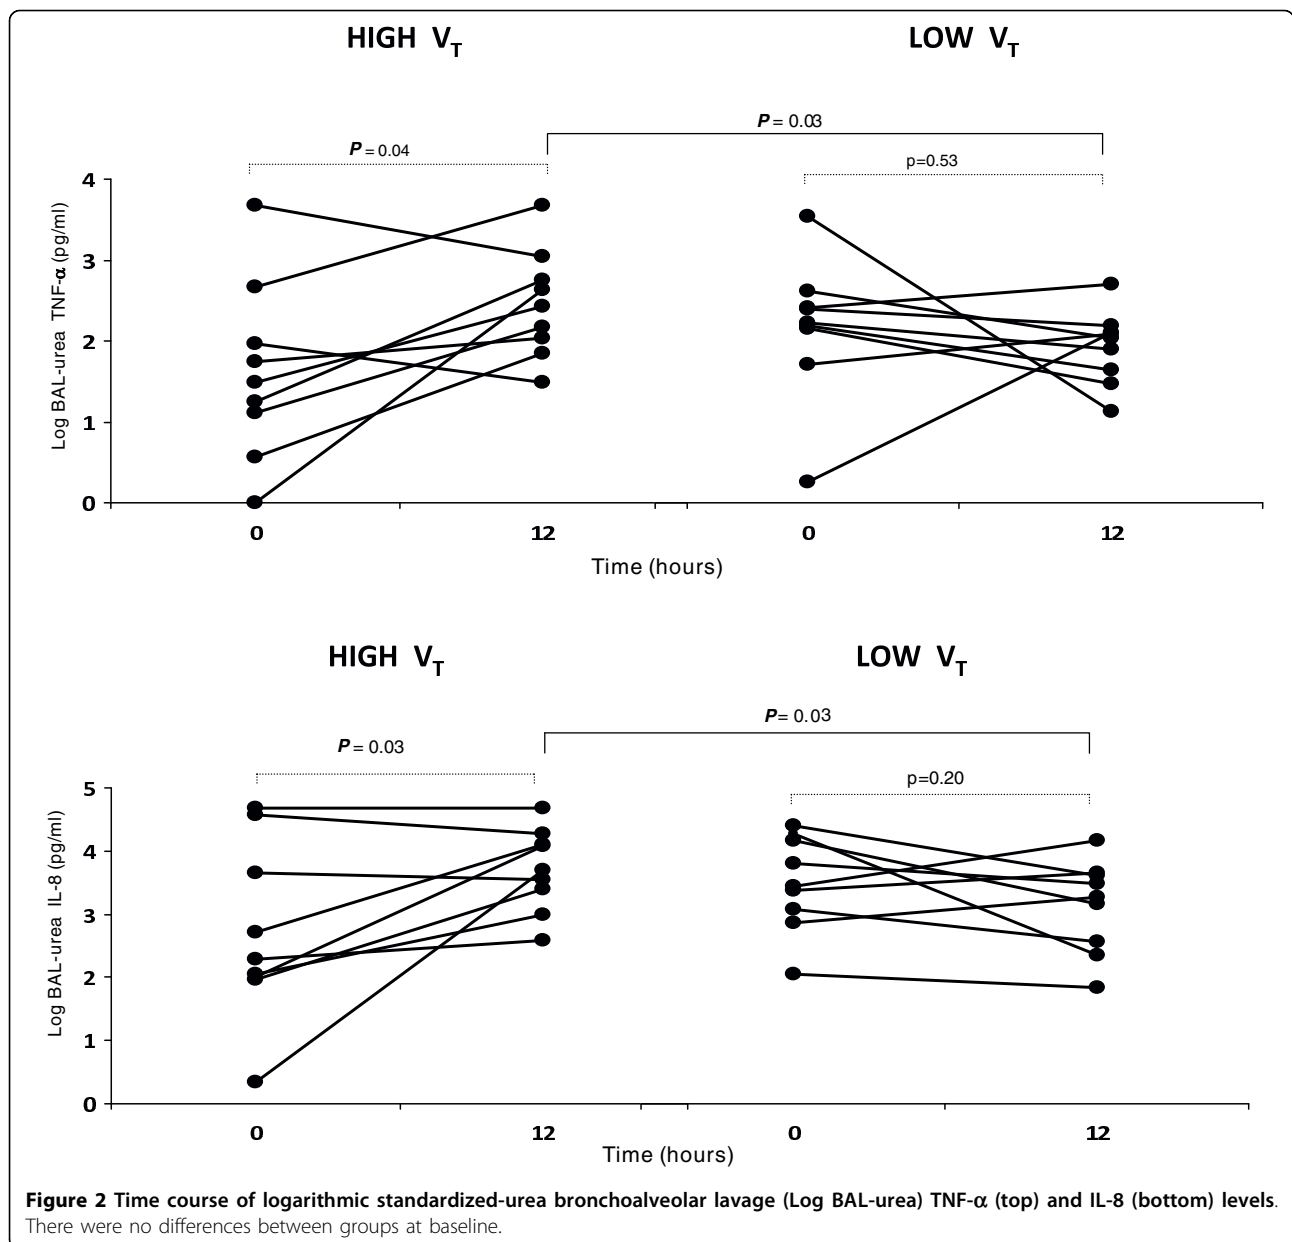 HIGH V_T LOW V_T
P = 0.03
P = 0.04
p=0.53
4
3
2
1
0
Log BAL-urea TNF-α (pg/ml)
0 12 0 12
Time (hours)
HIGH V_T LOW V_T
P = 0.03
P = 0.03
p=0.20
5
4
3
2
1
0
Log BAL-urea IL-8 (pg/ml)
0 12 0 12
Time (hours)
Figure 2 Time course of logarithmic standardized-urea bronchoalveolar lavage (Log BAL-urea) TNF-α (top) and IL-8 (bottom) levels.
There were no differences between groups at baseline.